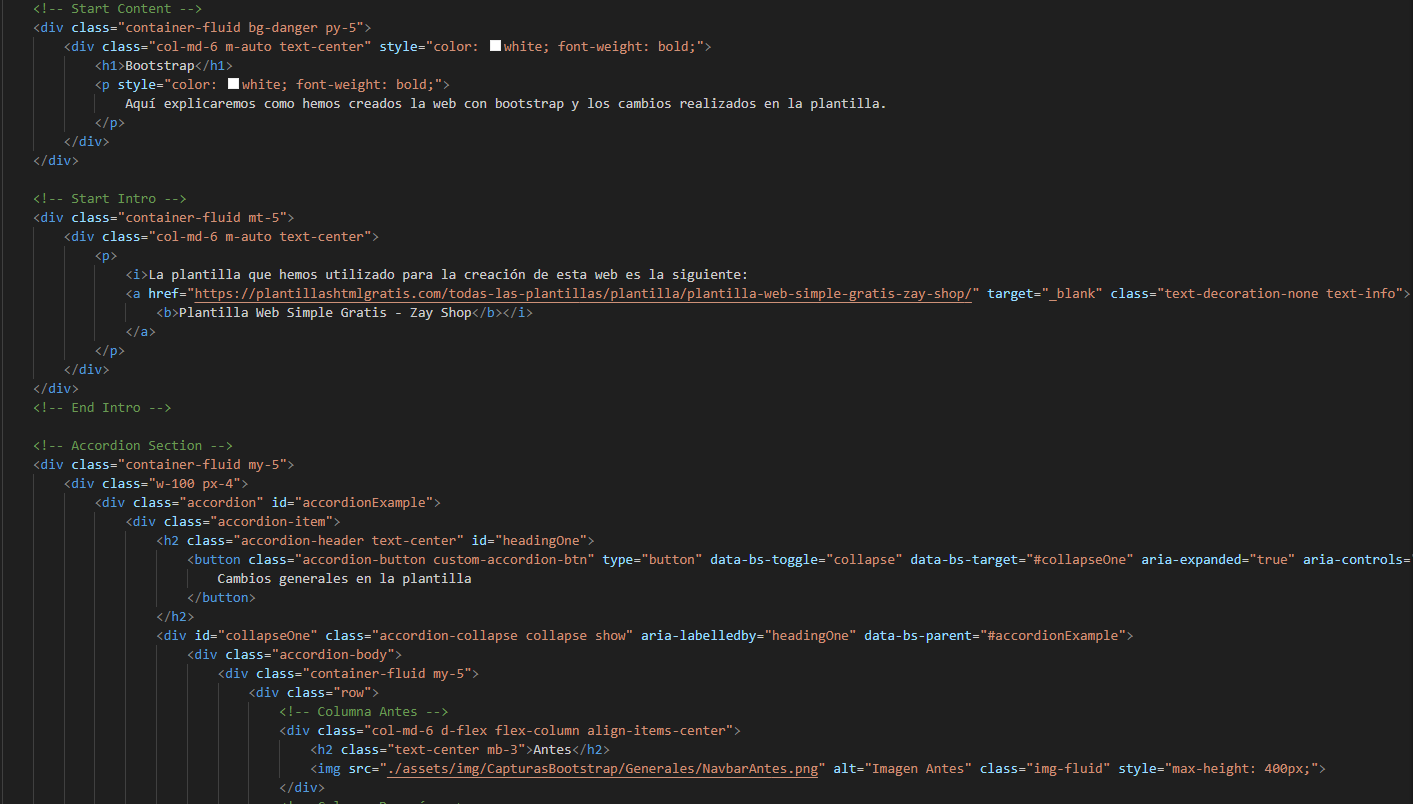 <!-- Start Content -->
<div class="container-fluid bg-danger py-5">
<div class="col-md-6 m-auto text-center" style="color: white; font-weight: bold;">
<h1>Bootstrap</h1>
<p style="color: white; font-weight: bold;">
Aquí explicaremos como hemos creados la web con bootstrap y los cambios realizados en la plantilla.
</p>
</div>
</div>
<!-- Start Intro -->
<div class="container-fluid mt-5">
<div class="col-md-6 m-auto text-center">
<p>
<i>La plantilla que hemos utilizado para la creación de esta web es la siguiente:
<a href="https://plantillashtmlgratis.com/todas-las-plantillas/plantilla/plantilla-web-simple-gratis-zay-shop/" target="_blank" class="text-decoration-none text-info">
<b>Plantilla Web Simple Gratis - Zay Shop</b></i>
</a>
</p>
</div>
</div>
<!-- End Intro -->
<!-- Accordion Section -->
<div class="container-fluid my-5">
<div class="w-100 px-4">
<div class="accordion" id="accordionExample">
<div class="accordion-item">
<h2 class="accordion-header text-center" id="headingOne">
<button class="accordion-button custom-accordion-btn" type="button" data-bs-toggle="collapse" data-bs-target="#collapseOne" aria-expanded="true" aria-controls=
Cambios generales en la plantilla
</button>
</h2>
<div id="collapseOne" class="accordion-collapse collapse show" aria-labelledby="headingOne" data-bs-parent="#accordionExample">
<div class="accordion-body">
<div class="container-fluid my-5">
<div class="row">
<!-- Columna Antes -->
<div class="col-md-6 d-flex flex-column align-items-center">
<h2 class="text-center mb-3">Antes</h2>
<img src="./assets/img/CapturasBootstrap/Generales/NavbarAntes.png" alt="Imagen Antes" class="img-fluid" style="max-height: 400px;">
</div>